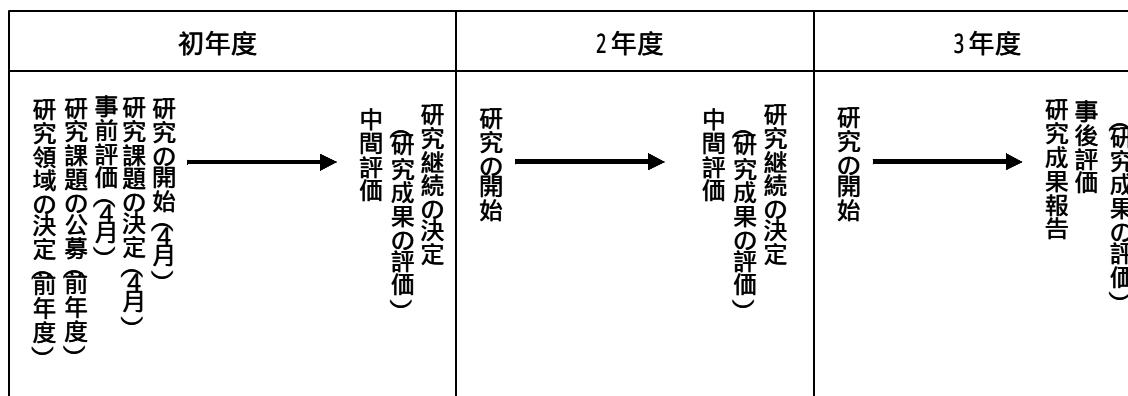 初年度
2年度
3年度
研究領域の決定(前年度)
研究課題の公募(前年度)
事前評価(4月)
研究課題の決定(4月)
研究の開始(4月)
中間評価
(研究成果の評価)
研究継続の決定
研究の開始
中間評価
(研究成果の評価)
研究継続の決定
研究の開始
研究成果報告
事後評価
(研究成果の評価)